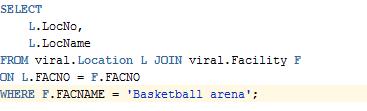 SELECT
L.LocNo,
L.LocName
FROM viral.Location L JOIN viral.Facility F
ON L.FACNO = F.FACNO
WHERE F.FACNAME = 'Basketball arena';